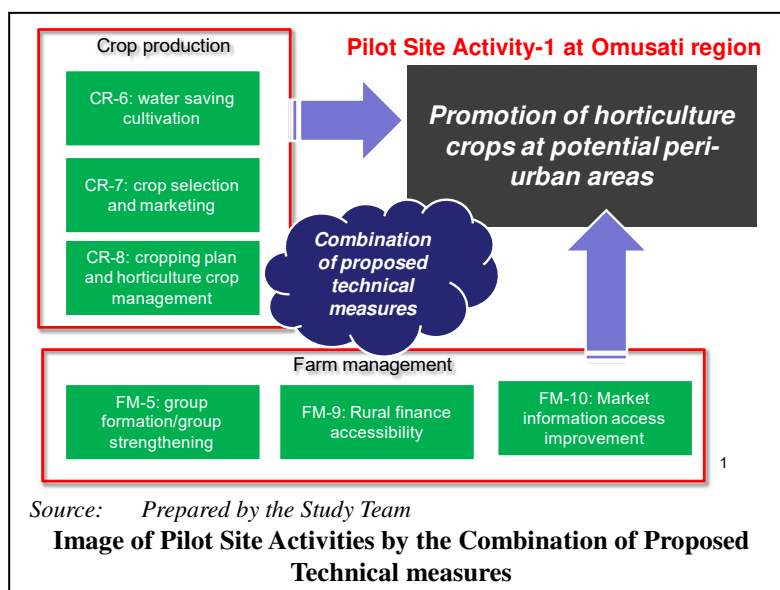 Crop production
CR-6: water saving
cultivation
CR-7: crop selection
and marketing
CR-8: cropping plan
and horticulture crop
management
Pilot Site Activity-1 at Omusati region
Promotion of horticulture
crops at potential peri-
urban areas
Combination
of proposed
technical
measures
Farm management
FM-5: group
formation/group
strengthening
FM-9: Rural finance
accessibility
FM-10: Market
information access
improvement
1
Source: Prepared by the Study Team
Image of Pilot Site Activities by the Combination of Proposed
Technical measures